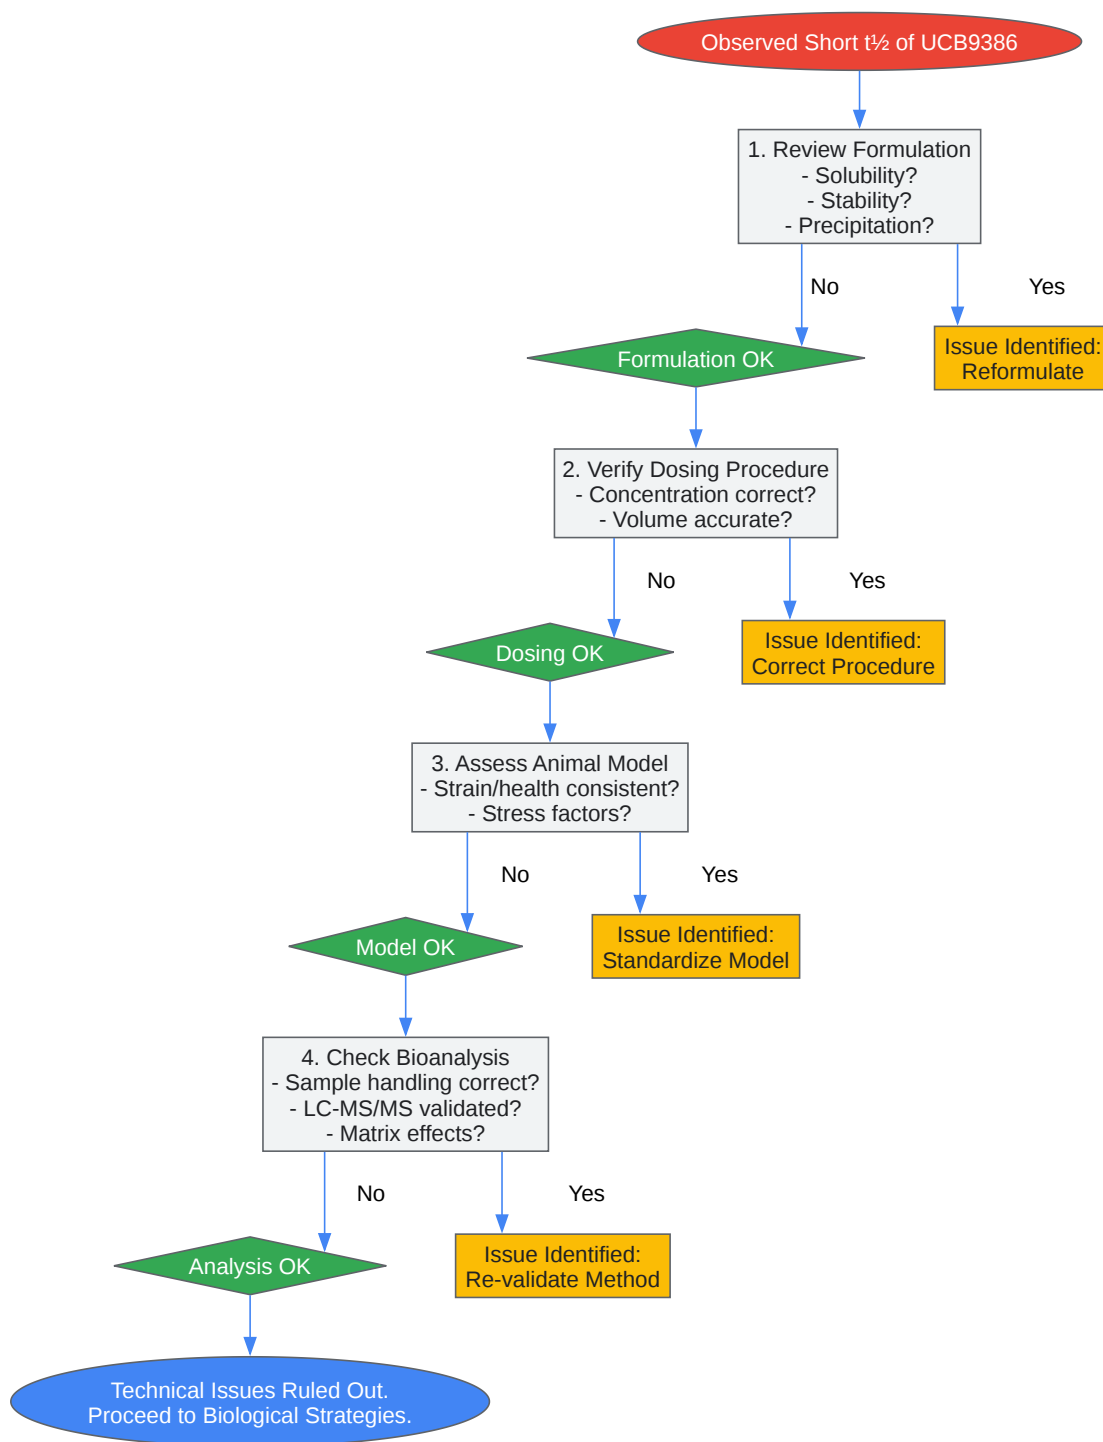 Observed Short t½ of UCB9386
1. Review Formulation
- Solubility?
- Stability?
- Precipitation?
No
Yes
Formulation OK
Issue Identified:
Reformulate
2. Verify Dosing Procedure
- Concentration correct?
- Volume accurate?
No
Yes
Dosing OK
Issue Identified:
Correct Procedure
3. Assess Animal Model
- Strain/health consistent?
- Stress factors?
No
Yes
Model OK
Issue Identified:
Standardize Model
4. Check Bioanalysis
- Sample handling correct?
- LC-MS/MS validated?
- Matrix effects?
No
Yes
Analysis OK
Issue Identified:
Re-validate Method
Technical Issues Ruled Out.
Proceed to Biological Strategies.